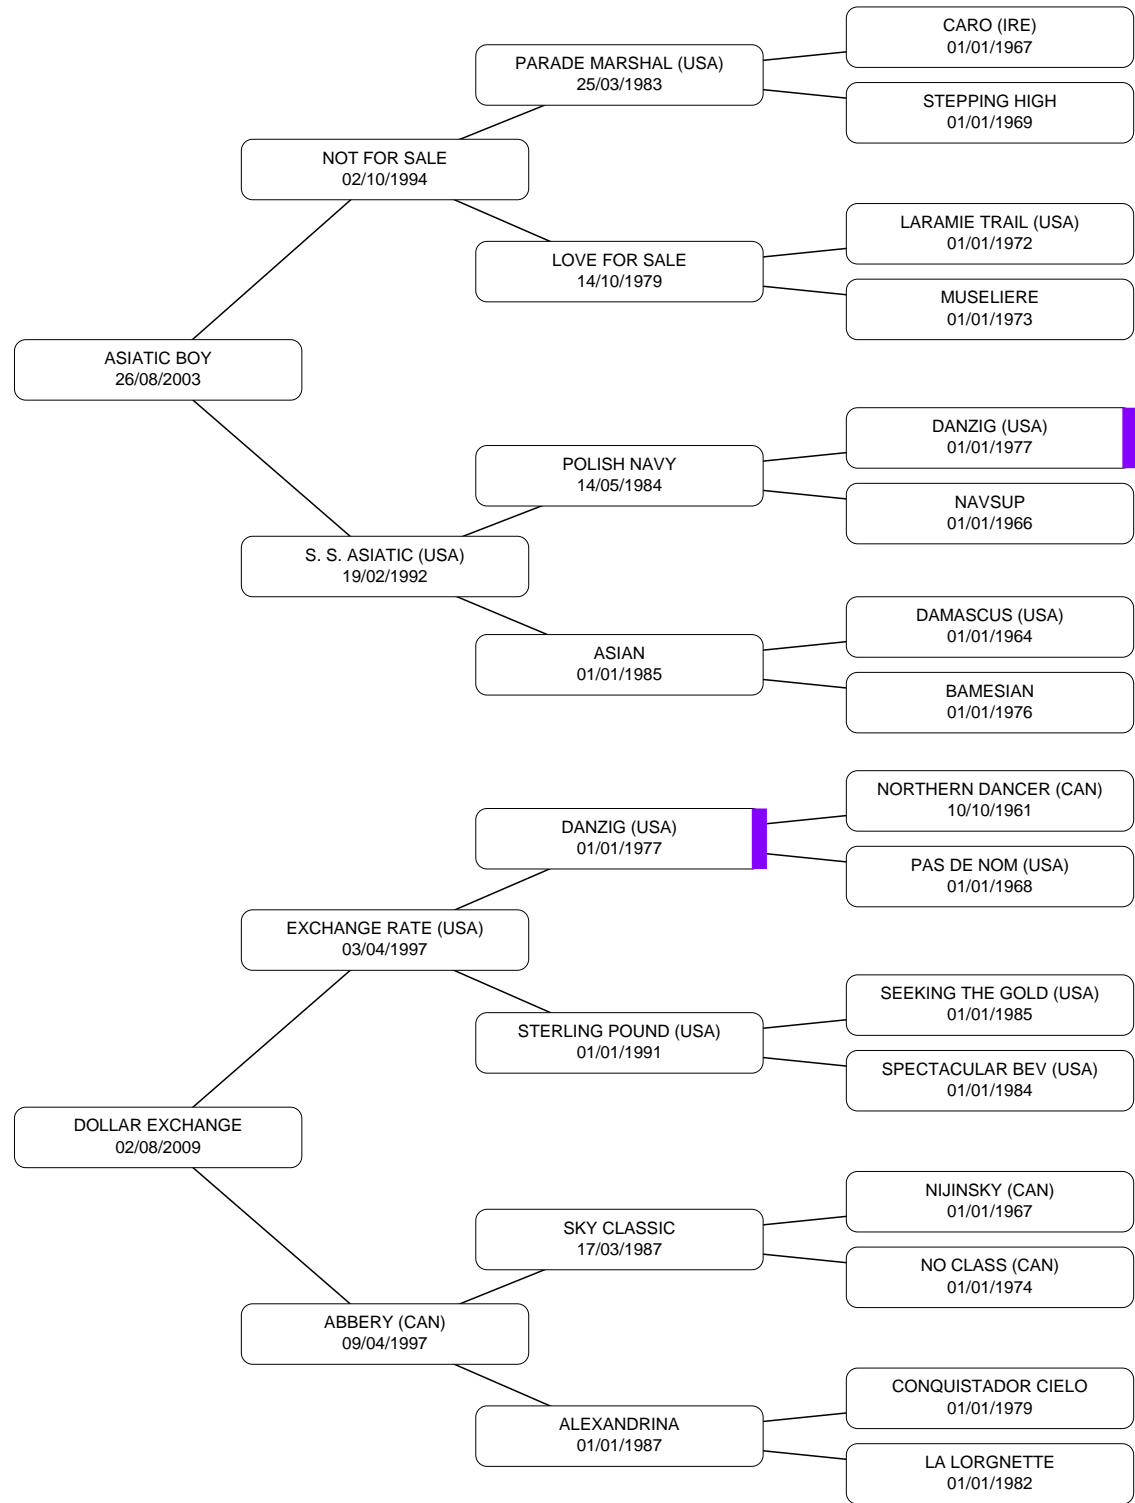 CARO (IRE)
01/01/1967
PARADE MARSHAL (USA)
25/03/1983
STEPPING HIGH
01/01/1969
NOT FOR SALE
02/10/1994
LARAMIE TRAIL (USA)
01/01/1972
LOVE FOR SALE
14/10/1979
MUSELIERE
01/01/1973
ASIATIC BOY
26/08/2003
DANZIG (USA)
01/01/1977
POLISH NAVY
14/05/1984
NAVSUP
01/01/1966
S. S. ASIATIC (USA)
19/02/1992
DAMASCUS (USA)
01/01/1964
ASIAN
01/01/1985
BAMESIAN
01/01/1976
NORTHERN DANCER (CAN)
10/10/1961
DANZIG (USA)
01/01/1977
PAS DE NOM (USA)
01/01/1968
EXCHANGE RATE (USA)
03/04/1997
SEEKING THE GOLD (USA)
01/01/1985
STERLING POUND (USA)
01/01/1991
SPECTACULAR BEV (USA)
01/01/1984
DOLLAR EXCHANGE
02/08/2009
NIJINSKY (CAN)
01/01/1967
SKY CLASSIC
17/03/1987
NO CLASS (CAN)
01/01/1974
ABBERY (CAN)
09/04/1997
CONQUISTADOR CIELO
01/01/1979
ALEXANDRINA
01/01/1987
LA LORGNETTE
01/01/1982